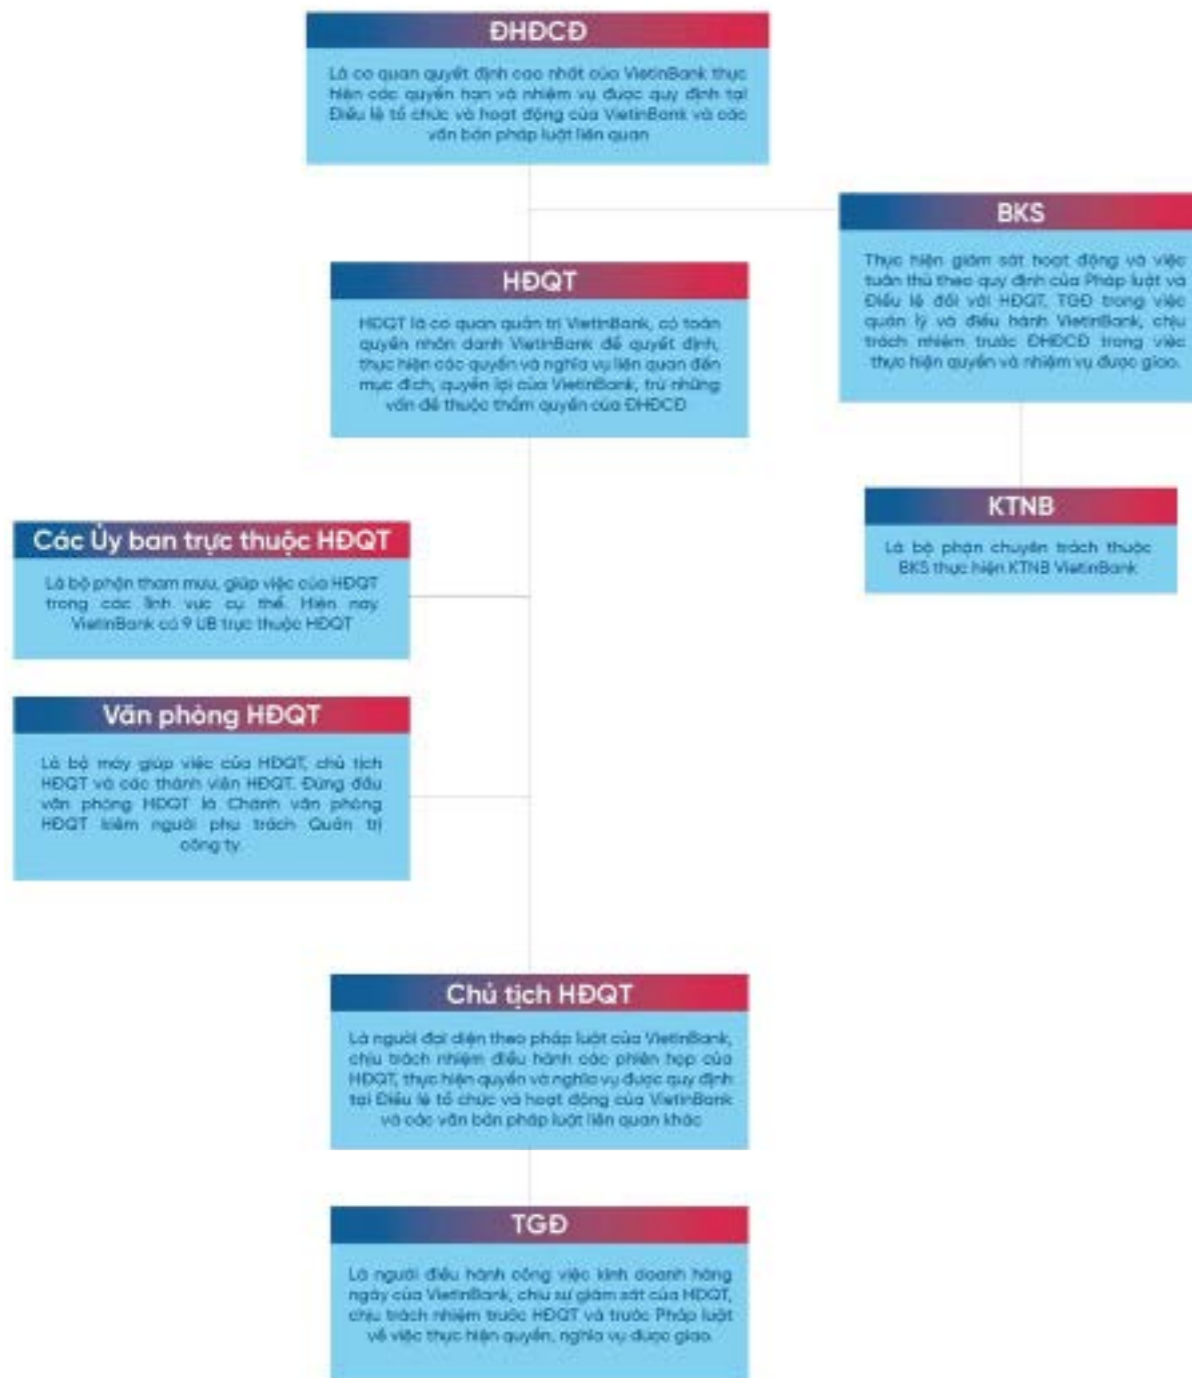 ĐHĐCĐ
Là cơ quan quyết định cao nhất của VietinBank thực
hiện các quyền hạn và nhiệm vụ được quy định tại
Điều lệ tổ chức và hoạt động của VietinBank và các
văn bản pháp luật liên quan
BKS
Thực hiện giám sát hoạt động và việc
tuân thủ theo quy định của Pháp luật và
Điều lệ đối với HĐQT, TGĐ trong việc
quản lý và điều hành VietinBank, chịu
trách nhiệm trước ĐHĐCĐ trong việc
thực hiện quyền và nhiệm vụ được giao.
HĐQT
HĐQT là cơ quan quản trị VietinBank, có toàn
quyền nhân danh VietinBank để quyết định,
thực hiện các quyền và nghĩa vụ liên quan đến
mục đích, quyền lợi của VietinBank, trừ những
vấn đề thuộc thẩm quyền của ĐHĐCĐ
KTNB
Là bộ phận chuyên trách thuộc
BKS thực hiện KTNB VietinBank
Các Ủy ban trực thuộc HĐQT
Là bộ phận tham mưu, giúp việc của HĐQT
trong các lĩnh vực cụ thể. Hiện nay
VietinBank có 9 UB trực thuộc HĐQT
Văn phòng HĐQT
Là bộ máy giúp việc của HĐQT, chủ tịch
HĐQT và các thành viên HĐQT. Đứng đầu
văn phòng HĐQT là Chánh văn phòng
HĐQT kiêm người phụ trách Quản trị
công ty.
Chủ tịch HĐQT
Là người đại diện theo pháp luật của VietinBank,
chịu trách nhiệm điều hành các phiên họp của
HĐQT, thực hiện quyền và nghĩa vụ được quy định
tại Điều lệ tổ chức và hoạt động của VietinBank
và các văn bản pháp luật liên quan khác
TGĐ
Là người điều hành công việc kinh doanh hàng
ngày của VietinBank, chịu sự giám sát của HĐQT,
chịu trách nhiệm trước HĐQT và trước Pháp luật
về việc thực hiện quyền, nghĩa vụ được giao.